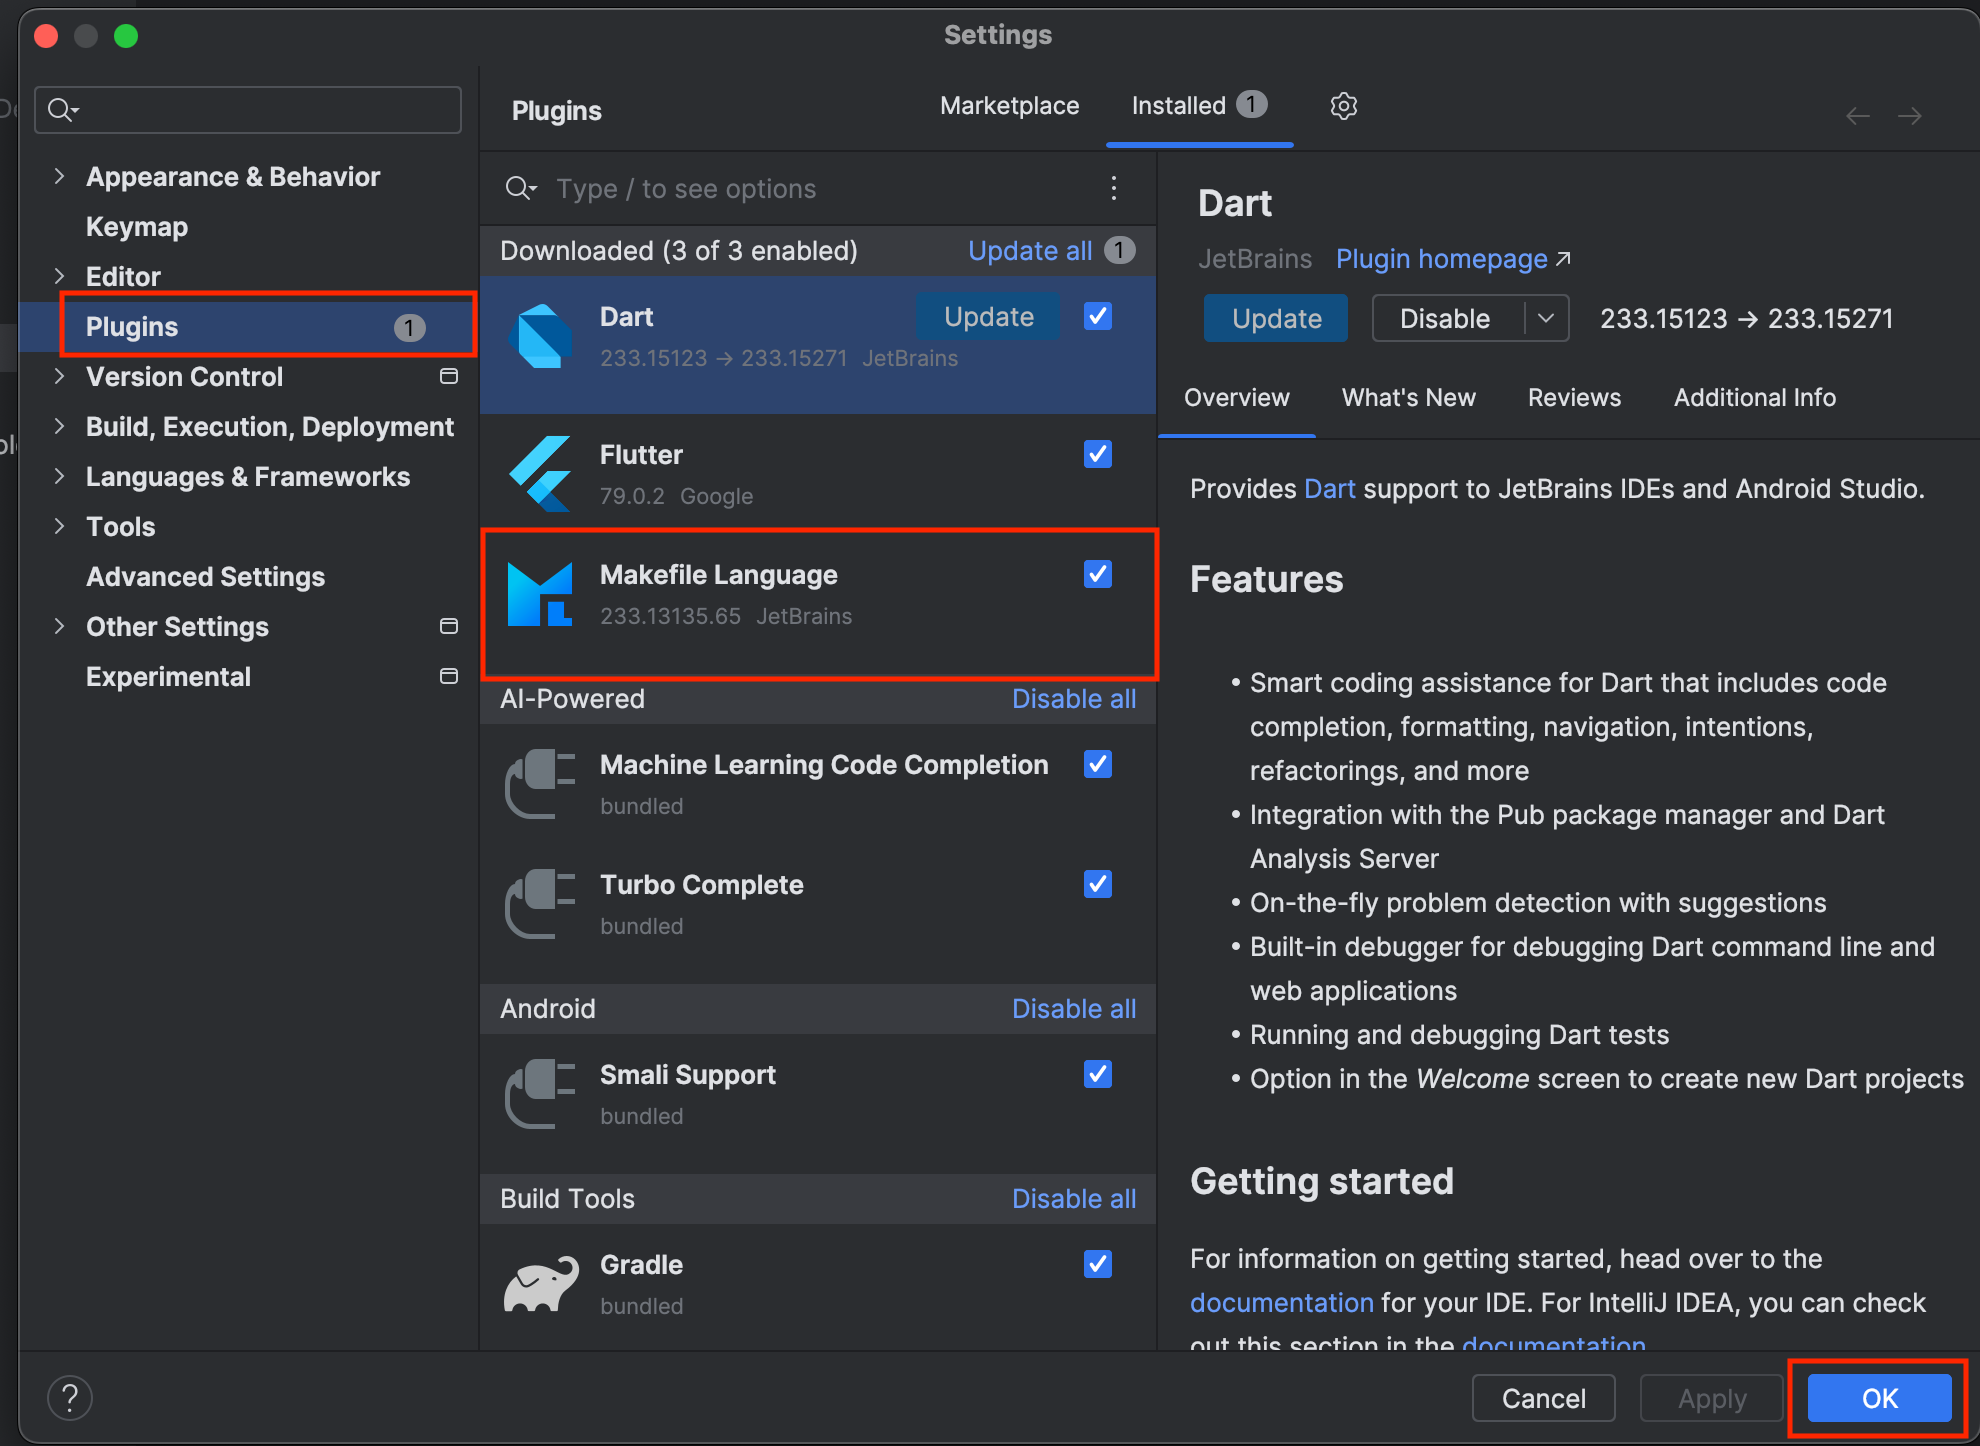 Settings
Appearance & Behavior
Keymap
Editor
Plugins 1
Version Control
Build, Execution, Deployment
Languages & Frameworks
Tools
Advanced Settings
Other Settings
Experimental
Plugins
Marketplace
Installed 1
Type / to see options
Downloaded (3 of 3 enabled) Update all 1
Dart Update
233.15123 → 233.15271 JetBrains
Flutter
79.0.2 Google
Makefile Language
233.13135.65 JetBrains
AI-Powered Disable all
Machine Learning Code Completion
bundled
Turbo Complete
bundled
Android Disable all
Smali Support
bundled
Build Tools Disable all
Gradle
bundled
Dart
JetBrains Plugin homepage ↗
Update Disable 233.15123 → 233.15271
Overview What's New Reviews Additional Info
Provides Dart support to JetBrains IDEs and Android Studio.
Features
• Smart coding assistance for Dart that includes code
completion, formatting, navigation, intentions,
refactorings, and more
• Integration with the Pub package manager and Dart
Analysis Server
• On-the-fly problem detection with suggestions
• Built-in debugger for debugging Dart command line and
web applications
• Running and debugging Dart tests
• Option in the Welcome screen to create new Dart projects
Getting started
For information on getting started, head over to the
documentation for your IDE. For IntelliJ IDEA, you can check
out this section in the documentation
? Cancel Apply OK